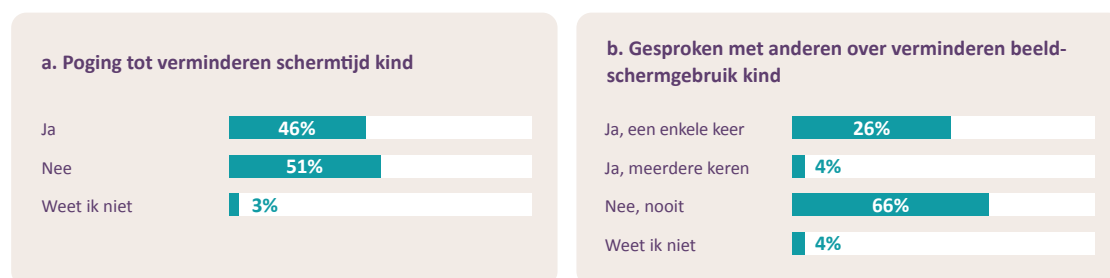 a. Poging tot verminderen schermtijd kind
Ja 46%
Nee 51%
Weet ik niet 3%
b. Gesproken met anderen over verminderen beeld-
schermgebruik kind
Ja, een enkele keer 26%
Ja, meerdere keren 4%
Nee, nooit 66%
Weet ik niet 4%